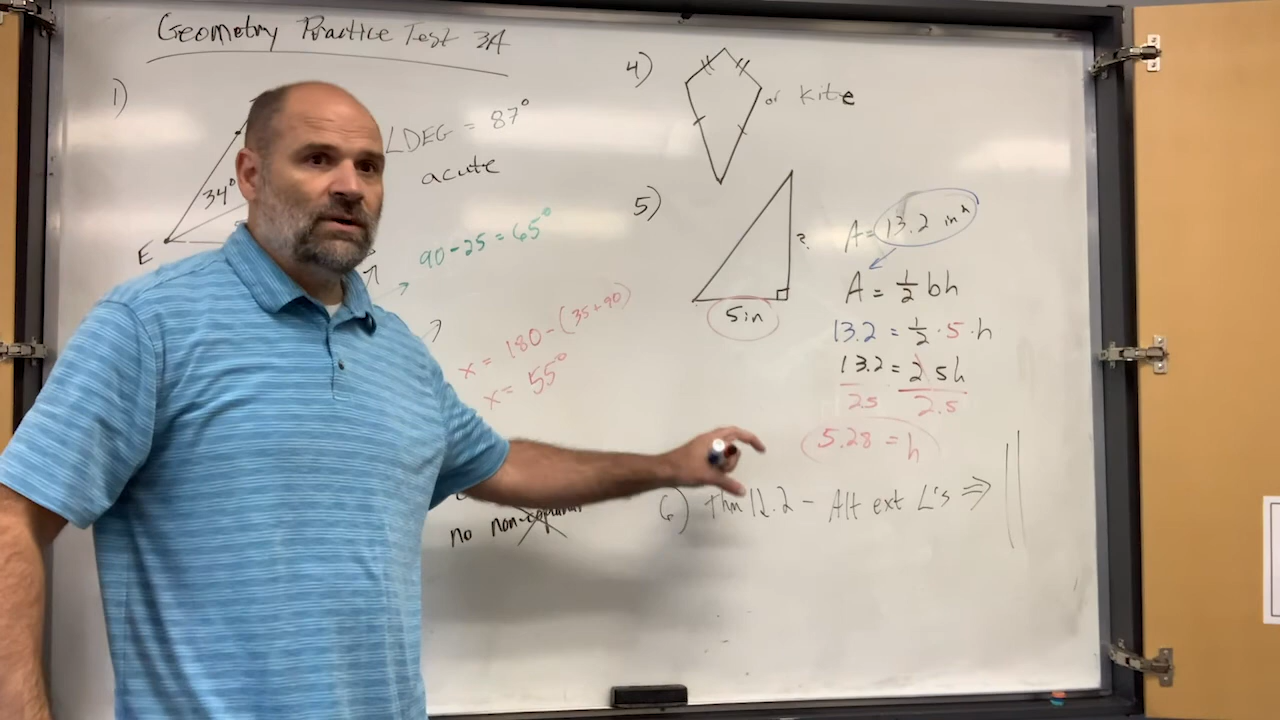 Geometry Practice Test 3A
1)
34°
E
∠DEG = 87°
acute
90-25 = 65°
x = 180-(35+90)
x = 55°
no non-coplanar
4)
or kite
5)
?
5in
A = 13.2 in²
A = ½ bh
13.2 = ½ · 5 · h
13.2 = 2.5h
2.5 2.5
5.28 = h
6) thm 12.2 - Alt ext ∠'s ⇒ ||